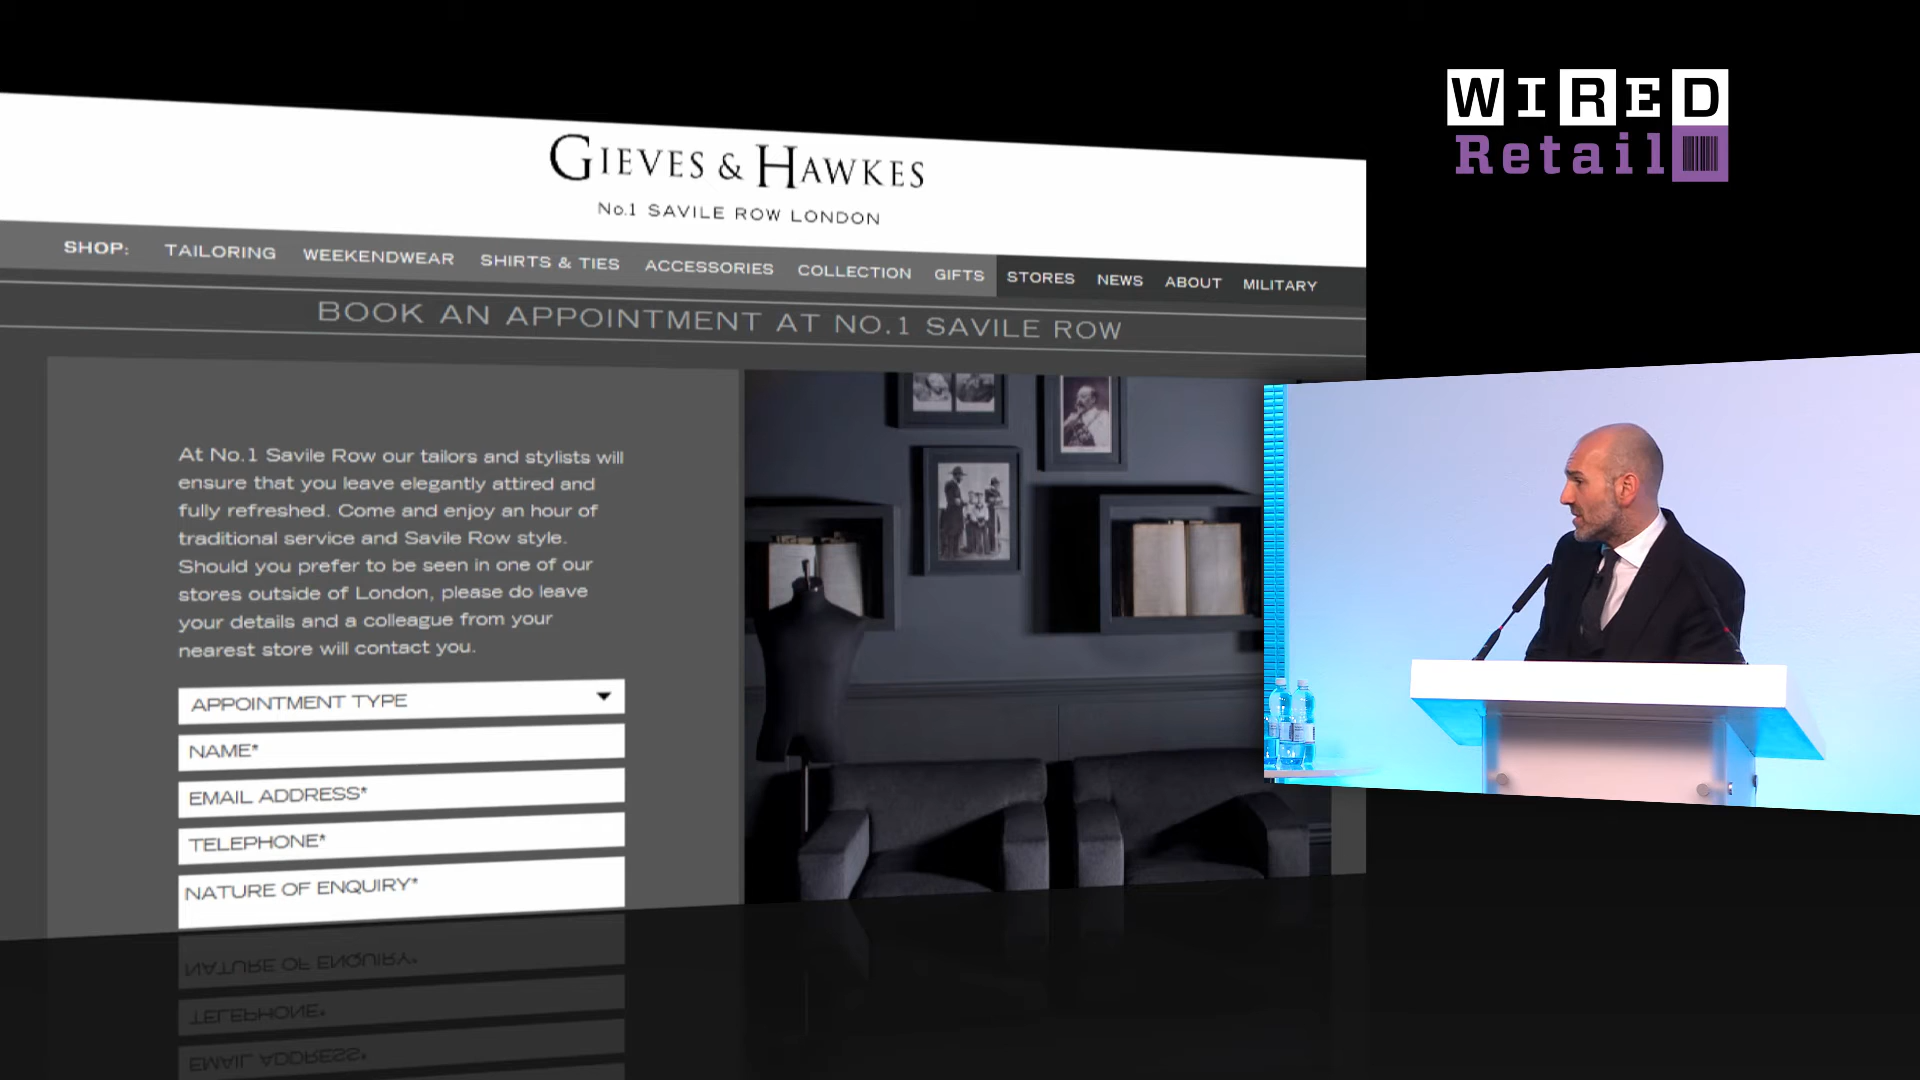 WIRED
Retail
GIEVES & HAWKES
No.1 SAVILE ROW LONDON
SHOP: TAILORING WEEKENDWEAR SHIRTS & TIES ACCESSORIES COLLECTION GIFTS STORES NEWS ABOUT MILITARY
BOOK AN APPOINTMENT AT NO.1 SAVILE ROW
At No.1 Savile Row our tailors and stylists will
ensure that you leave elegantly attired and
fully refreshed. Come and enjoy an hour of
traditional service and Savile Row style.
Should you prefer to be seen in one of our
stores outside of London, please do leave
your details and a colleague from your
nearest store will contact you.
APPOINTMENT TYPE
NAME*
EMAIL ADDRESS*
TELEPHONE*
NATURE OF ENQUIRY*